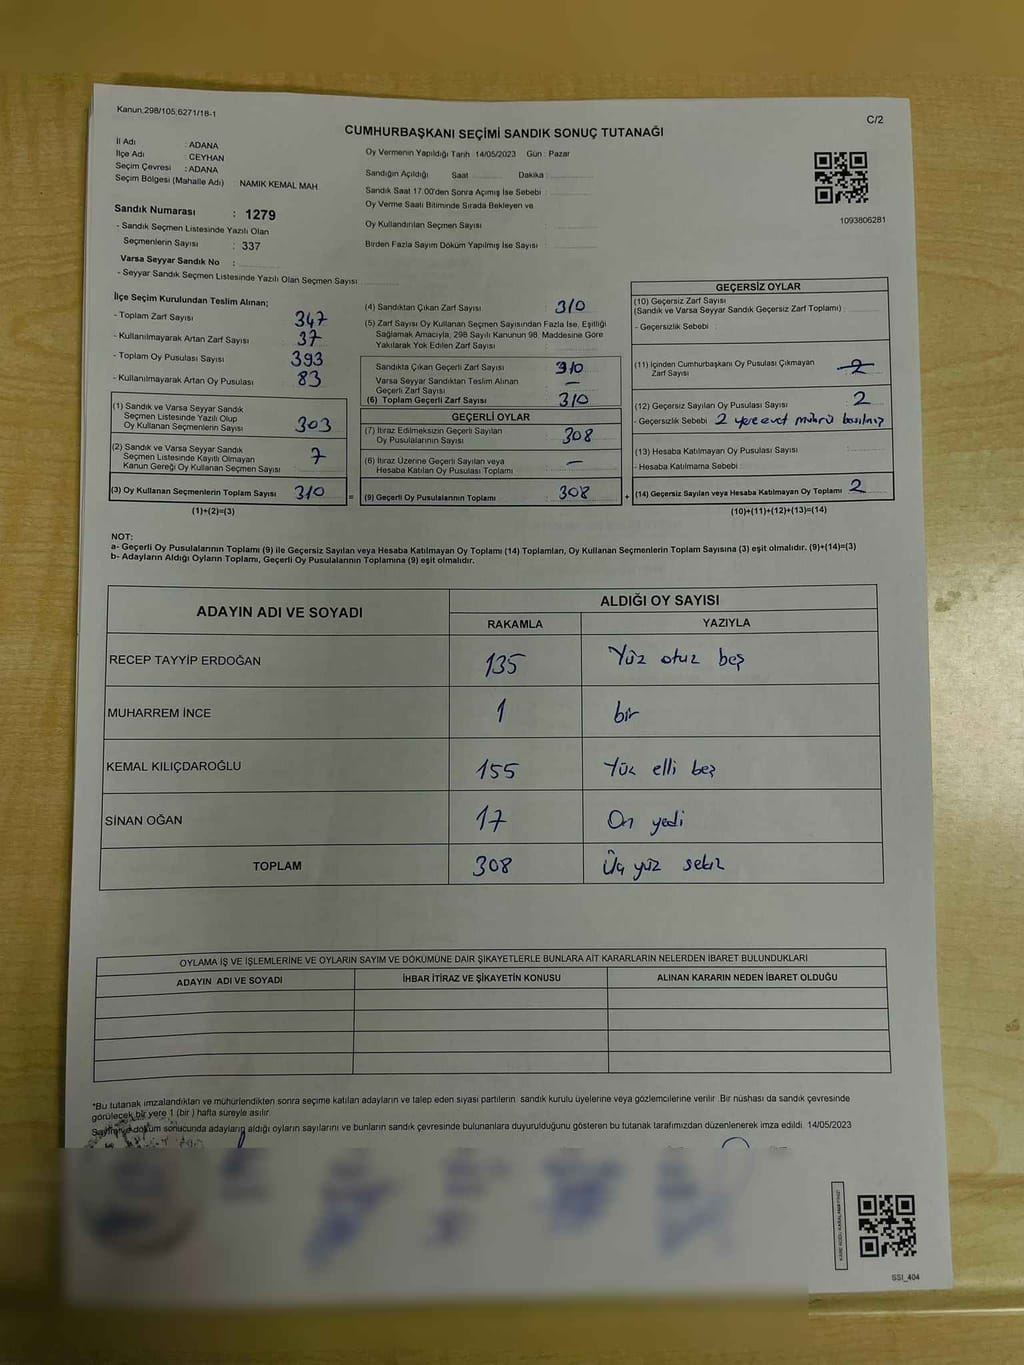 Kanun:298/105,6271/18-1
C/2
CUMHURBAŞKANI SEÇİMİ SANDIK SONUÇ TUTANAĞI
İl Adı : ADANA
İlçe Adı : CEYHAN
Seçim Çevresi : ADANA
Seçim Bölgesi (Mahalle Adı) : NAMIK KEMAL MAH.
Sandık Numarası : 1279
- Sandık Seçmen Listesinde Yazılı Olan
Seçmenlerin Sayısı : 337
Varsa Seyyar Sandık No :
- Seyyar Sandık Seçmen Listesinde Yazılı Olan Seçmen Sayısı :
Oy Vermenin Yapıldığı Tarih 14/05/2023 Gün : Pazar
Sandığın Açıldığı Saat Dakika :
Sandık Saat 17.00'den Sonra Açımış İse Sebebi :
Oy Verme Saati Bitiminde Sırada Bekleyen ve
Oy Kullandırılan Seçmen Sayısı :
Birden Fazla Sayım Döküm Yapılmış İse Sayısı :
1093806281
İlçe Seçim Kurulundan Teslim Alınan;
- Toplam Zarf Sayısı 347
- Kullanılmayarak Artan Zarf Sayısı 37
- Toplam Oy Pusulası Sayısı 393
- Kullanılmayarak Artan Oy Pusulası 83
(1) Sandık ve Varsa Seyyar Sandık
Seçmen Listesinde Yazılı Olup
Oy Kullanan Seçmenlerin Sayısı 303
(2) Sandık ve Varsa Seyyar Sandık
Seçmen Listesinde Kayıtlı Olmayan
Kanun Gereği Oy Kullanan Seçmen Sayısı : 7
(3) Oy Kullanan Seçmenlerin Toplam Sayısı 310 =
(1)+(2)=(3)
(4) Sandıktan Çıkan Zarf Sayısı : 310
(5) Zarf Sayısı Oy Kullanan Seçmen Sayısından Fazla İse, Eşitliği
Sağlamak Amacıyla, 298 Sayılı Kanunun 98. Maddesine Göre
Yakılarak Yok Edilen Zarf Sayısı :
Sandıkta Çıkan Geçerli Zarf Sayısı : 310
Varsa Seyyar Sandıktan Teslim Alınan
Geçerli Zarf Sayısı : —
(6) Toplam Geçerli Zarf Sayısı : 310
GEÇERLİ OYLAR
(7) İtiraz Edilmeksizin Geçerli Sayılan
Oy Pusulalarının Sayısı : 308
(8) İtiraz Üzerine Geçerli Sayılan veya
Hesaba Katılan Oy Pusulası Toplamı : —
(9) Geçerli Oy Pusulalarının Toplamı : 308 +
GEÇERSİZ OYLAR
(10) Geçersiz Zarf Sayısı
(Sandık ve Varsa Seyyar Sandık Geçersiz Zarf Toplamı) :
- Geçersizlik Sebebi :
(11) İçinden Cumhurbaşkanı Oy Pusulası Çıkmayan
Zarf Sayısı : 2
(12) Geçersiz Sayılan Oy Pusulası Sayısı : 2
- Geçersizlik Sebebi : 2 yere evet mührü basılmış
(13) Hesaba Katılmayan Oy Pusulası Sayısı :
- Hesaba Katılmama Sebebi :
(14) Geçersiz Sayılan veya Hesaba Katılmayan Oy Toplamı : 2
(10)+(11)+(12)+(13)=(14)
NOT:
a- Geçerli Oy Pusulalarının Toplamı (9) ile Geçersiz Sayılan veya Hesaba Katılmayan Oy Toplamı (14) Toplamları, Oy Kullanan Seçmenlerin Toplam Sayısına (3) eşit olmalıdır. (9)+(14)=(3)
b- Adayların Aldığı Oyların Toplamı, Geçerli Oy Pusulalarının Toplamına (9) eşit olmalıdır.
ADAYIN ADI VE SOYADI ALDIĞI OY SAYISI
RAKAMLA YAZIYLA
RECEP TAYYİP ERDOĞAN 135 Yüz otuz beş
MUHARREM İNCE 1 bir
KEMAL KILIÇDAROĞLU 155 Yüz elli beş
SİNAN OĞAN 17 On yedi
TOPLAM 308 Üç yüz sekiz
OYLAMA İŞ VE İŞLEMLERİNE VE OYLARIN SAYIM VE DÖKÜMÜNE DAİR ŞİKAYETLERLE BUNLARA AİT KARARLARIN NELERDEN İBARET BULUNDUKLARI
ADAYIN ADI VE SOYADI İHBAR İTİRAZ VE ŞİKAYETİN KONUSU ALINAN KARARIN NEDEN İBARET OLDUĞU
*Bu tutanak imzalandıktan ve mühürlendikten sonra seçime katılan adayların ve talep eden siyasi partilerin sandık kurulu üyelerine veya gözlemcilerine verilir. Bir nüshası da sandık çevresinde
görülecek bir yere 1 (bir) hafta süreyle asılır.
Sayım ve döküm sonucunda adayların aldığı oyların sayılarını ve bunların sandık çevresinde bulunanlara duyurulduğunu gösteren bu tutanak tarafımızdan düzenlenerek imza edildi. 14/05/2023
KARE KODU KARALAMAYINIZ!
SSI_404